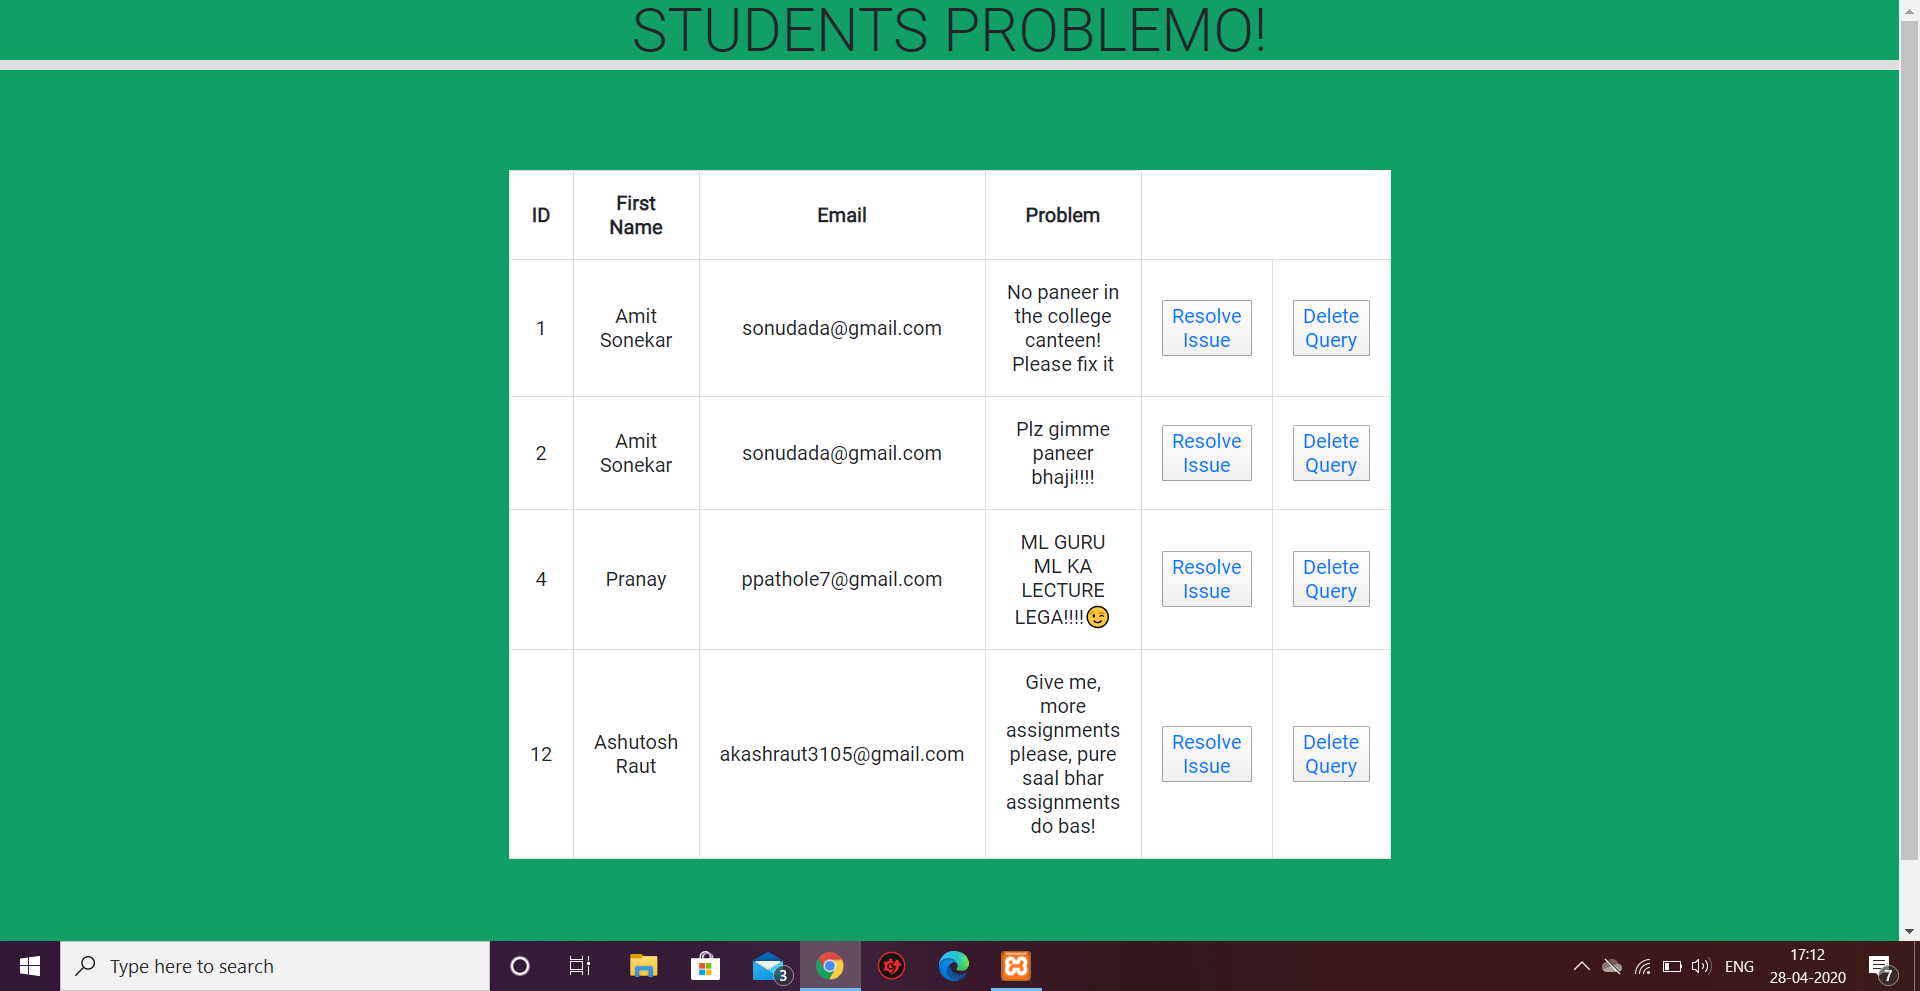 STUDENTS PROBLEMO!
ID
First
Name
Email
Problem
1
Amit
Sonekar
sonudada@gmail.com
No paneer in
the college
canteen!
Please fix it
Resolve
Issue
Delete
Query
2
Amit
Sonekar
sonudada@gmail.com
Plz gimme
paneer
bhaji!!!!
Resolve
Issue
Delete
Query
4
Pranay
ppathole7@gmail.com
ML GURU
ML KA
LECTURE
LEGA!!!!😉
Resolve
Issue
Delete
Query
12
Ashutosh
Raut
akashraut3105@gmail.com
Give me,
more
assignments
please, pure
saal bhar
assignments
do bas!
Resolve
Issue
Delete
Query
Type here to search
3
ENG
17:12
28-04-2020
7